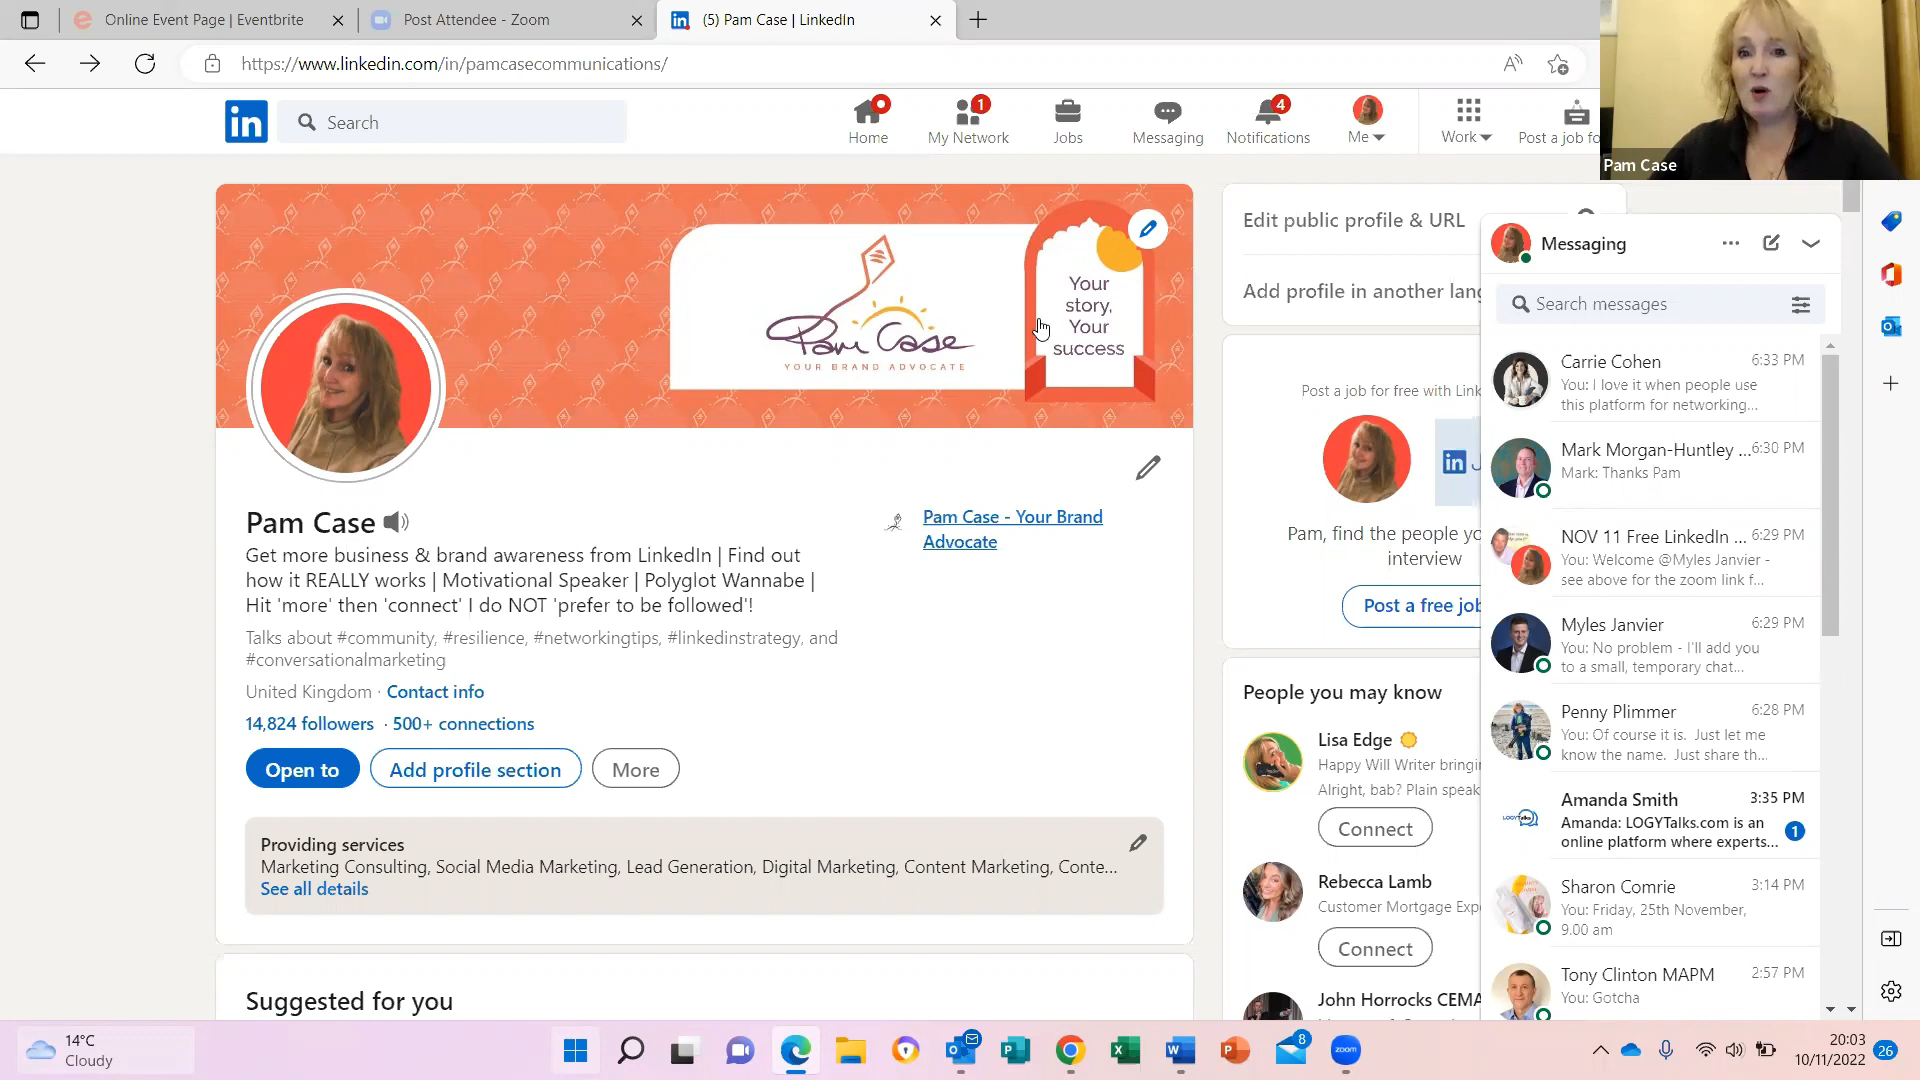 Online Event Page | Eventbrite
Post Attendee - Zoom
(5) Pam Case | LinkedIn
https://www.linkedin.com/in/pamcasecommunications/
in
Search
Home
1
My Network
Jobs
Messaging
4
Notifications
Me
Work
Post a job fo
Pam Case
Pam Case
YOUR BRAND ADVOCATE
Your
story,
Your
success
Pam Case
Get more business & brand awareness from LinkedIn | Find out
how it REALLY works | Motivational Speaker | Polyglot Wannabe |
Hit 'more' then 'connect' I do NOT 'prefer to be followed'!
Talks about #community, #resilience, #networkingtips, #linkedinstrategy, and
#conversationalmarketing
United Kingdom · Contact info
14,824 followers · 500+ connections
Open to
Add profile section
More
Pam Case - Your Brand
Advocate
Providing services
Marketing Consulting, Social Media Marketing, Lead Generation, Digital Marketing, Content Marketing, Conte...
See all details
Suggested for you
Edit public profile & URL
Add profile in another lang
Post a job for free with Link
in J
Pam, find the people yo
interview
Post a free job
People you may know
Lisa Edge
Happy Will Writer bringi
Alright, bab? Plain speak
Connect
Rebecca Lamb
Customer Mortgage Exp
Connect
John Horrocks CEMA
Messaging
Search messages
Carrie Cohen 6:33 PM
You: I love it when people use
this platform for networking...
Mark Morgan-Huntley ... 6:30 PM
Mark: Thanks Pam
NOV 11 Free LinkedIn ... 6:29 PM
You: Welcome @Myles Janvier -
see above for the zoom link f...
Myles Janvier 6:29 PM
You: No problem - I'll add you
to a small, temporary chat...
Penny Plimmer 6:28 PM
You: Of course it is. Just let me
know the name. Just share th...
Amanda Smith 3:35 PM
Amanda: LOGYTalks.com is an
online platform where experts...
1
Sharon Comrie 3:14 PM
You: Friday, 25th November,
9.00 am
Tony Clinton MAPM 2:57 PM
You: Gotcha
14°C
Cloudy
8
zoom
20:03
10/11/2022
26